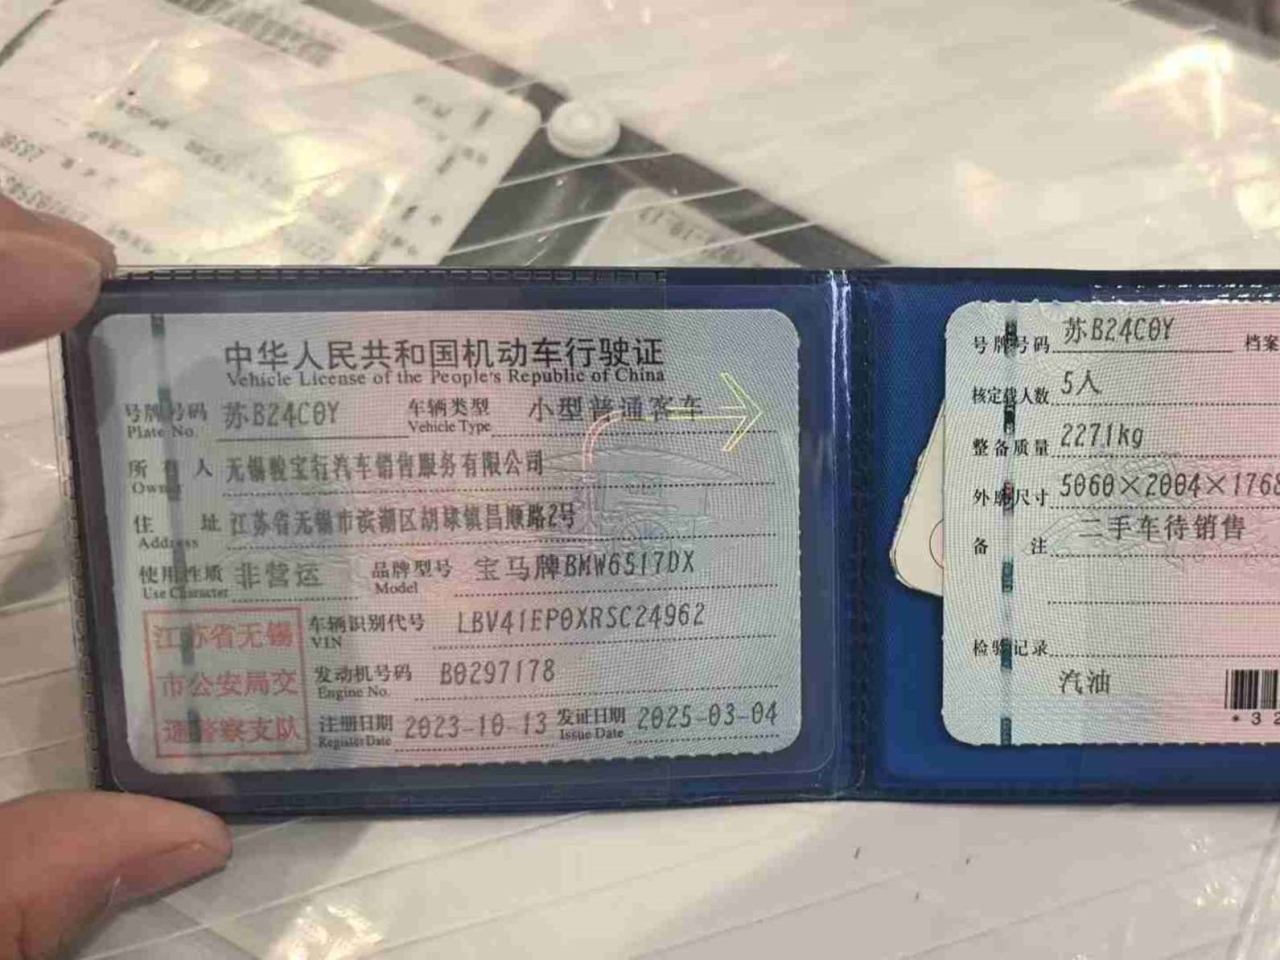 中华人民共和国机动车行驶证
Vehicle License of the People's Republic of China
号牌号码 苏B24C0Y 车辆类型 小型普通客车
Plate No. Vehicle Type
所有人 无锡骏宝行汽车销售服务有限公司
Owner
住址 江苏省无锡市滨湖区胡埭镇昌顺路2号
Address
使用性质 非营运 品牌型号 宝马牌BMW6517DX
Use Character Model
江苏省无锡
市公安局交
通警察支队
车辆识别代号 LBV41EP0XRSC24962
VIN
发动机号码 B0297178
Engine No.
注册日期 2023-10-13 发证日期 2025-03-04
Register Date Issue Date
号牌号码 苏B24C0Y 档案
核定载人数 5人
整备质量 2271kg
外廓尺寸 5060×2004×1768
备注 二手车待销售
检验记录
汽油
*32